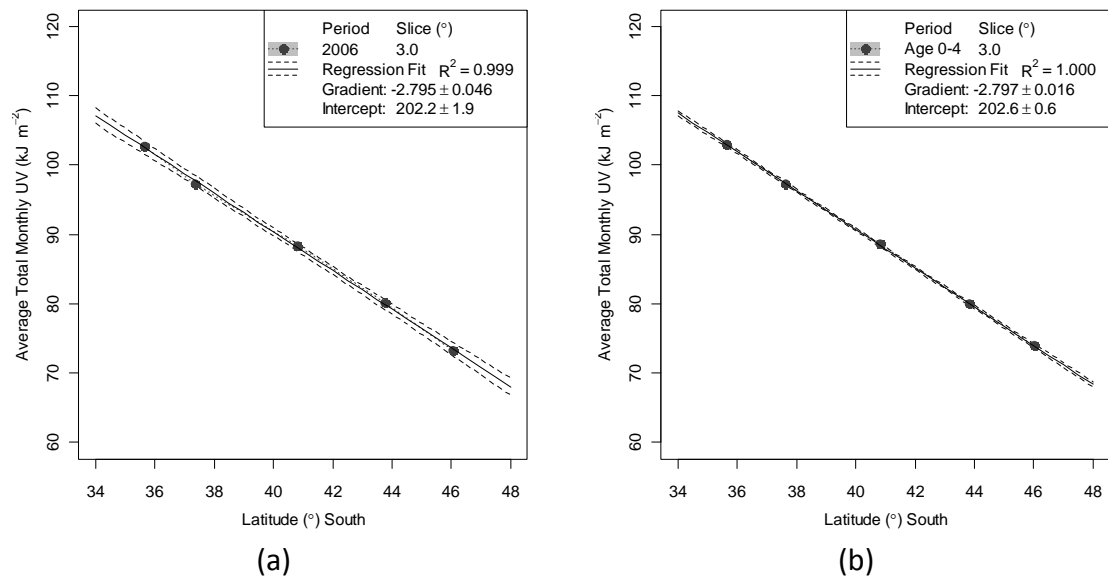 Period Slice (°)
2006 3.0
Regression Fit R² = 0.999
Gradient: -2.795 ± 0.046
Intercept: 202.2 ± 1.9
120
110
100
90
80
70
60
Average Total Monthly UV (kJ m⁻²)
34 36 38 40 42 44 46 48
Latitude (°) South
(a)
Period Slice (°)
Age 0-4 3.0
Regression Fit R² = 1.000
Gradient: -2.797 ± 0.016
Intercept: 202.6 ± 0.6
120
110
100
90
80
70
60
Average Total Monthly UV (kJ m⁻²)
34 36 38 40 42 44 46 48
Latitude (°) South
(b)